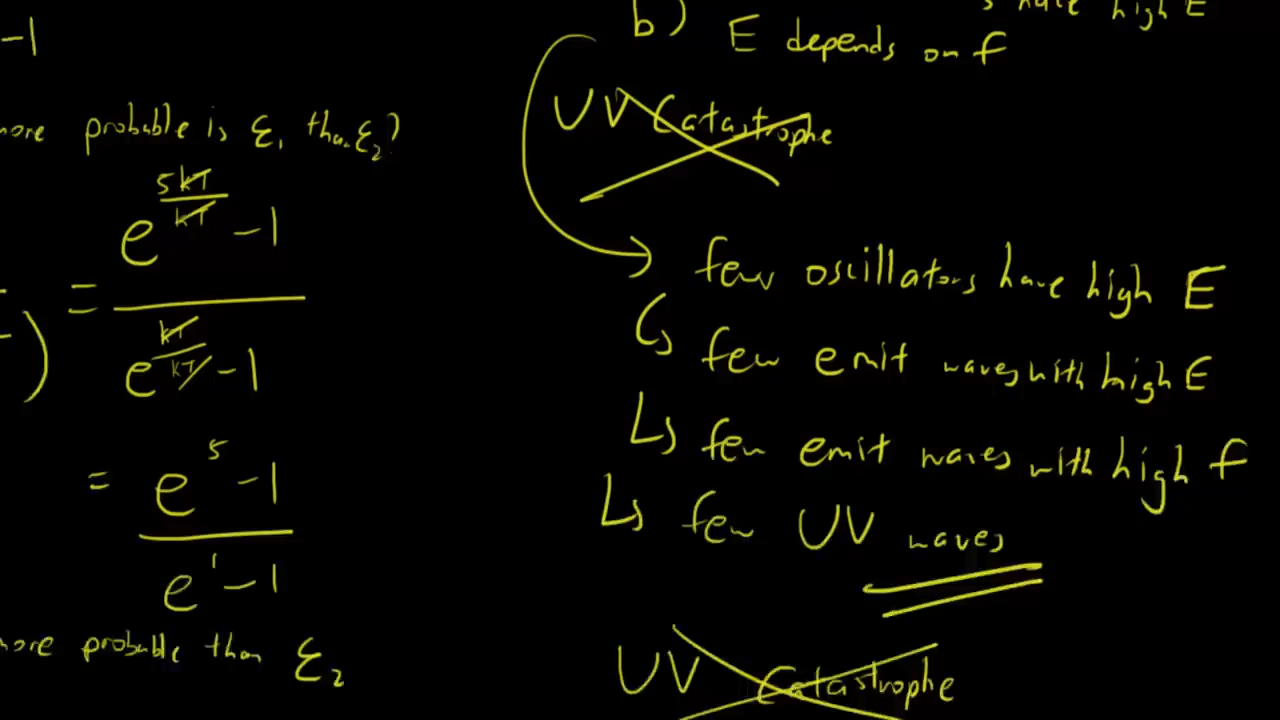 -1
more probable is ε₁ than ε₂?
e^(5kT/kT) - 1
) =
e^(kT/kT) - 1
= e^5 - 1
e^1 - 1
more probable than ε₂
high E
b) E depends on f
UV Catastrophe
few oscillators have high E
few emit waves with high E
few emit waves with high f
few UV waves
UV Catastrophe